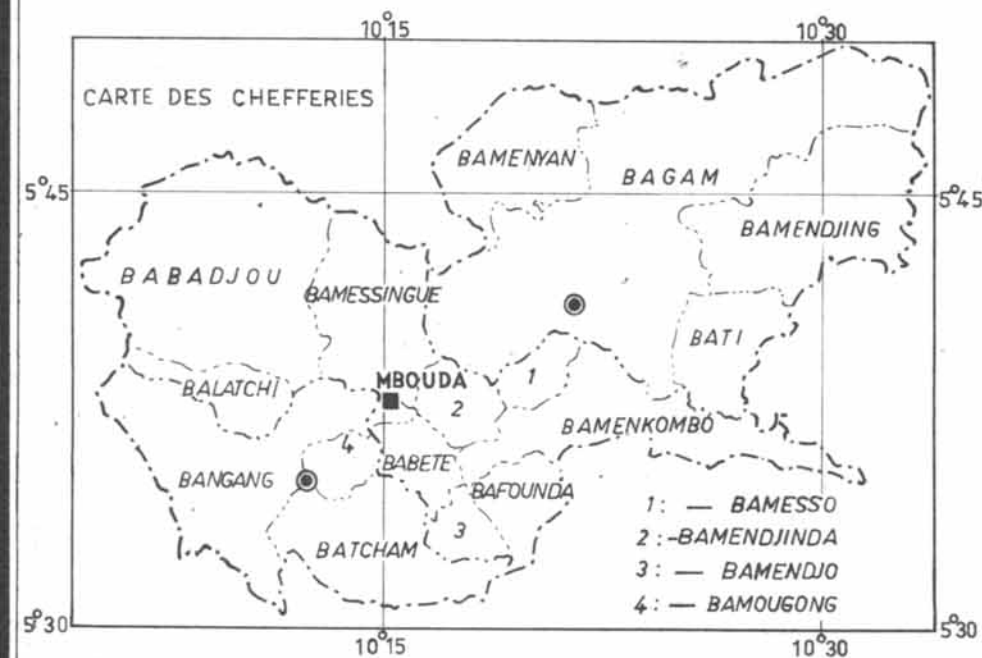 10°15
10°30
CARTE DES CHEFFERIES
BAMENYAN
BAGAM
5°45
5°45
BAMENDJING
BABADJOU
BAMESSINGUE
BATI
MBOUDA
1
BALATCHI
2
BAMENKOMBO
4
BABETE
BANGANG
BAFOUNDA
1: — BAMESSO
3
2: -BAMENDJINDA
BATCHAM
3: — BAMENDJO
4: — BAMOUGONG
5°30
5°30
10°15
10°30